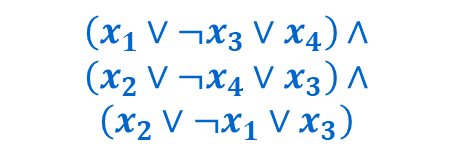 (x₁ ∨ ¬x₃ ∨ x₄) ∧
(x₂ ∨ ¬x₄ ∨ x₃) ∧
(x₂ ∨ ¬x₁ ∨ x₃)